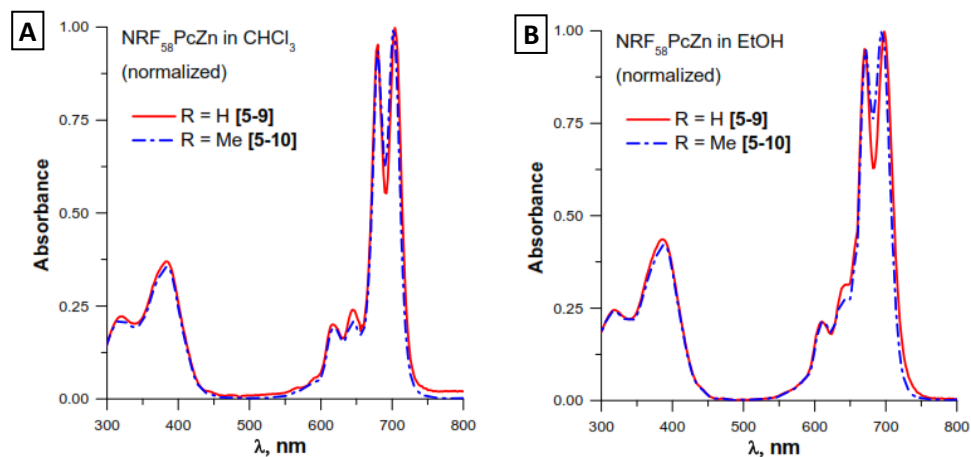 A
NRF₅₈PcZn in CHCl₃
(normalized)
R = H [5-9]
R = Me [5-10]
Absorbance
1.00
0.75
0.50
0.25
0.00
300 400 500 600 700 800
λ, nm
B
NRF₅₈PcZn in EtOH
(normalized)
R = H [5-9]
R = Me [5-10]
Absorbance
1.00
0.75
0.50
0.25
0.00
300 400 500 600 700 800
λ, nm